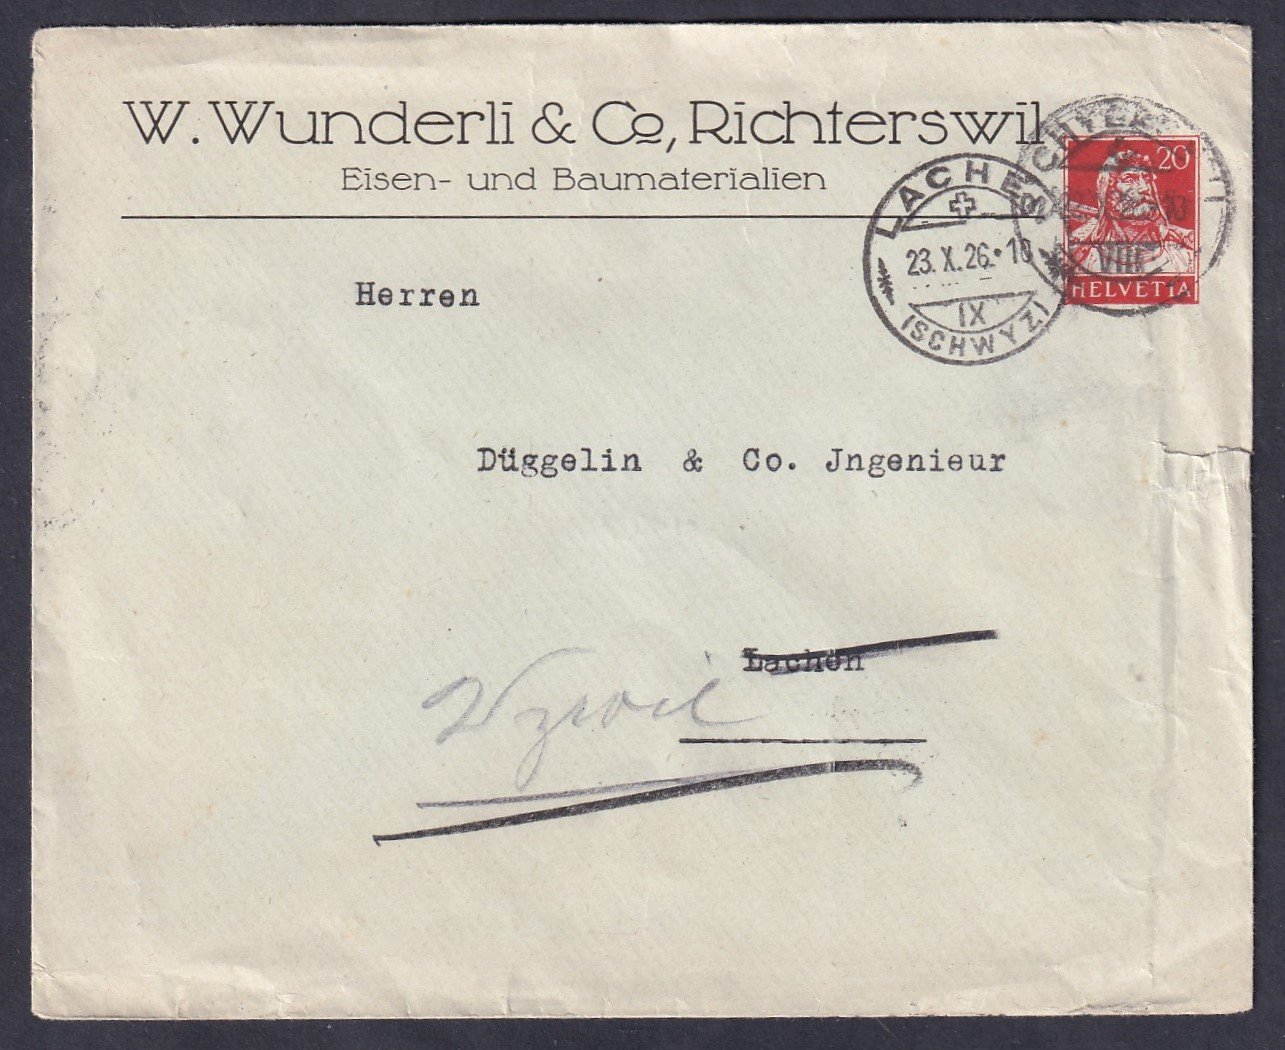 W. Wunderli & Co, Richterswil
Eisen- und Baumaterialien
20
HELVETIA
VIII
LACHEN
23. X. 26.-10
IX
(SCHWYZ)
Herren
Düggelin & Co. Jngenieur
Lachen